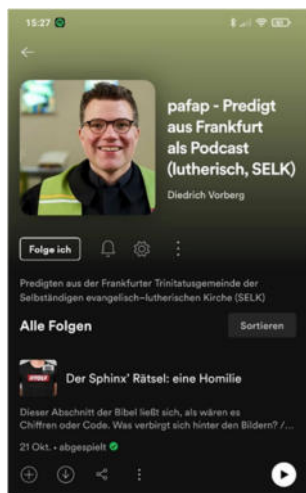 15:27
pafap - Predigt
aus Frankfurt
als Podcast
(lutherisch, SELK)
Diedrich Vorberg
Folge ich
Predigten aus der Frankfurter Trinitatusgemeinde der
Selbständigen evangelisch-lutherischen Kirche (SELK)
Alle Folgen
Sortieren
Der Sphinx' Rätsel: eine Homilie
Dieser Abschnitt der Bibel ließt sich, als wären es
Chiffren oder Code. Was verbirgt sich hinter den Bildern? /...
21 Okt. • abgespielt